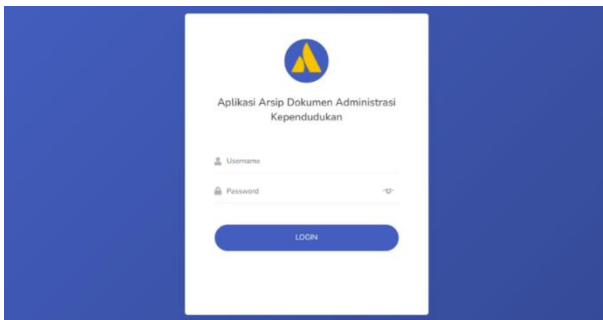 Aplikasi Arsip Dokumen Administrasi
Kependudukan
Username
Password
LOGIN